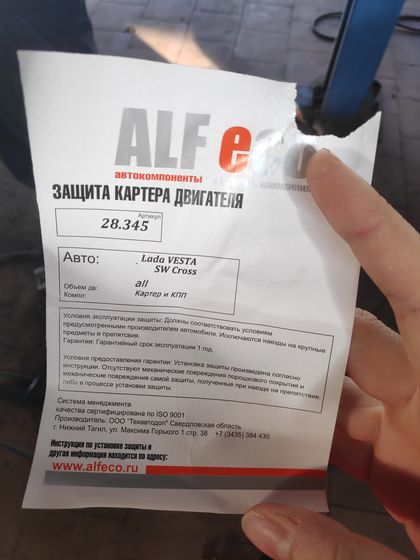 ALFeco
автокомпоненты
алюминия
ЗАЩИТА КАРТЕРА ДВИГАТЕЛЯ
Артикул
28.345
Авто: Lada VESTA
SW Cross
Объем дв: all
Компл: Картер и КПП
Условия эксплуатации защиты: Должны соответствовать условиям
предусмотренными производителем автомобиля. Исключаются наезды на крупные
предметы и препятсвия.
Гарантия: Гарантийный срок эксплуатации 1 год.
Условия предоставления гарантии: Установка защиты произведена согласно
инструкции. Отсутствуют механические повреждения порошкового покрытия и
механические повреждения самой защиты, полученные при наезде на препятствие,
либо в процессе установки защиты.
Система менеджмента
качества сертифицирована по ISO 9001
Производитель: ООО "Техавтодоп" Свердловская область
г. Нижний Тагил, ул. Максима Горького 1 стр. 38 +7 (3435) 384 430
Инструкция по установке защиты и
другая информация находится по адресу:
www.alfeco.ru